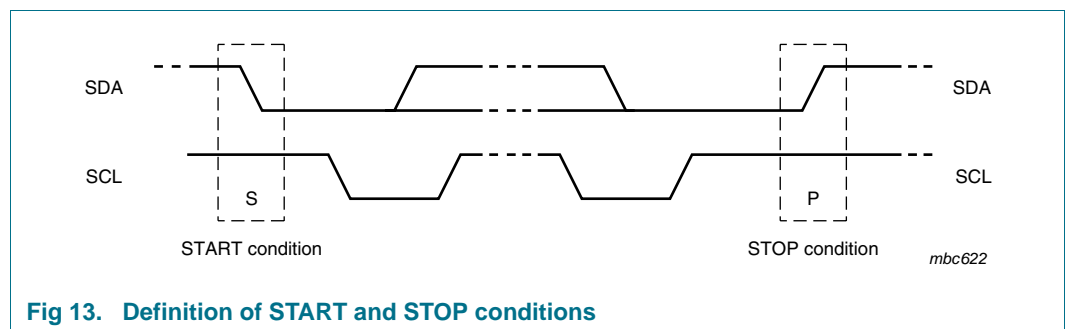 SDA SDA
SCL SCL
S P
START condition STOP condition
mbc622
Fig 13. Definition of START and STOP conditions